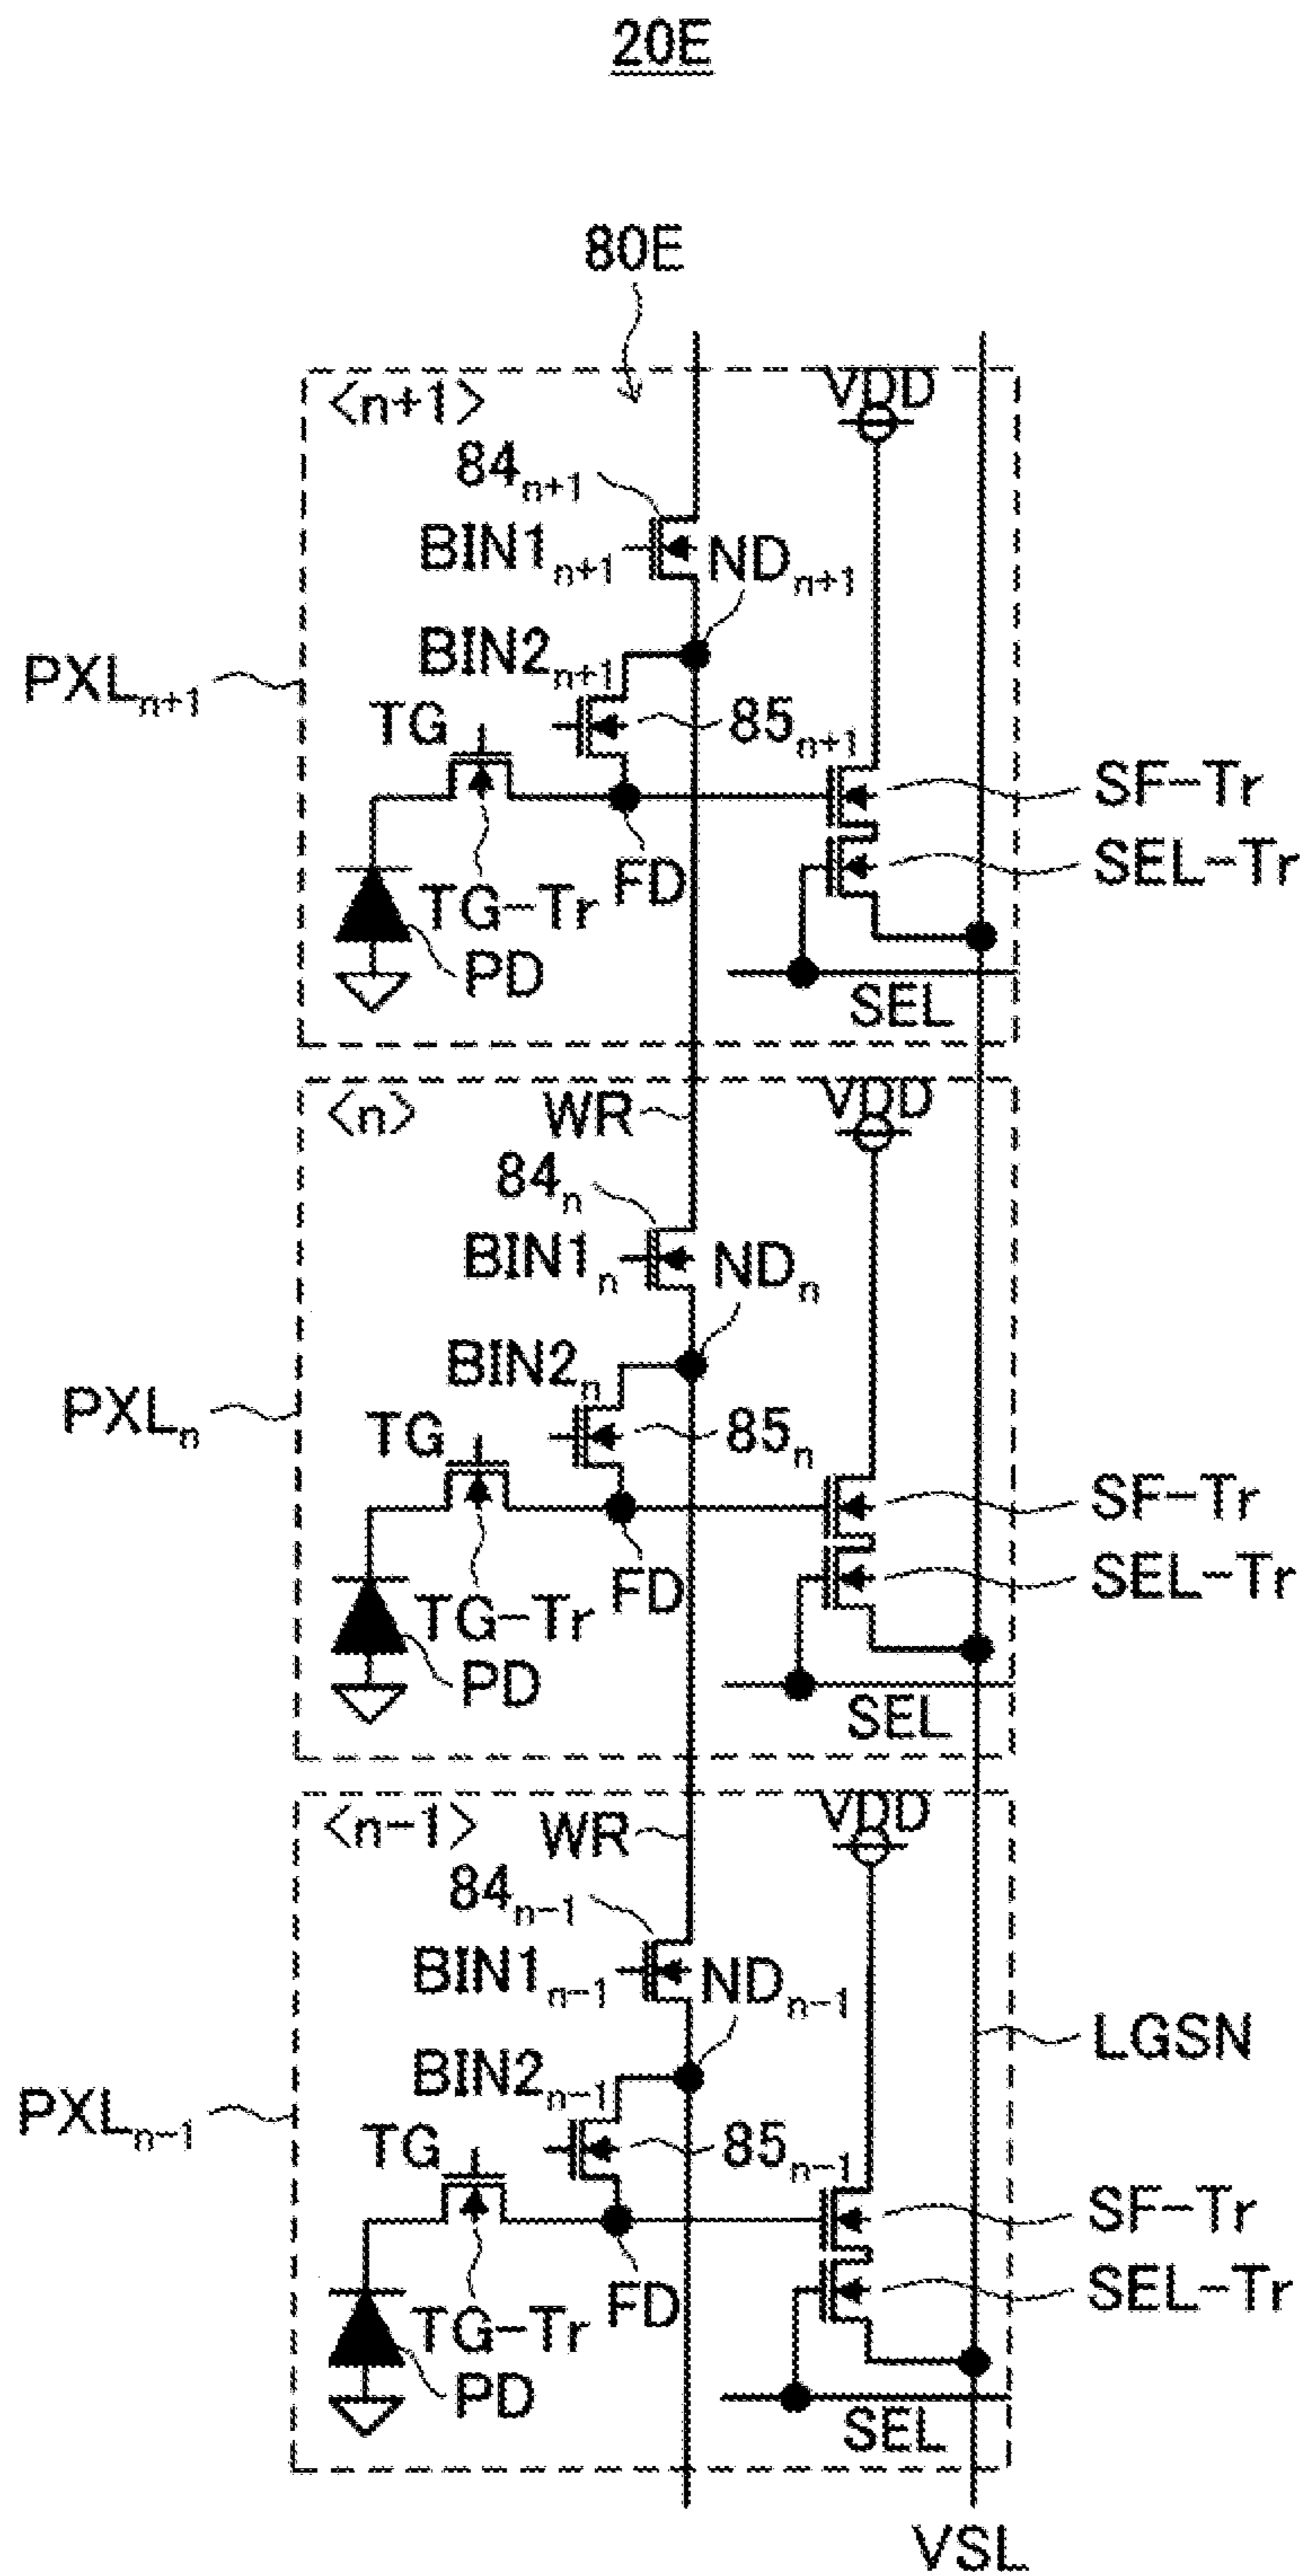 20E
80E
<n+1>
VDD
84n+1
BIN1n+1
NDn+1
BIN2n+1
PXLn+1
TG
85n+1
SF-Tr
SEL-Tr
FD
TG-Tr
PD
SEL
<n>
VDD
WR
84n
BIN1n
NDn
BIN2n
PXLn
TG
85n
SF-Tr
SEL-Tr
FD
TG-Tr
PD
SEL
<n-1>
VDD
WR
84n-1
BIN1n-1
NDn-1
LGSN
BIN2n-1
PXLn-1
TG
85n-1
SF-Tr
SEL-Tr
FD
TG-Tr
PD
SEL
VSL